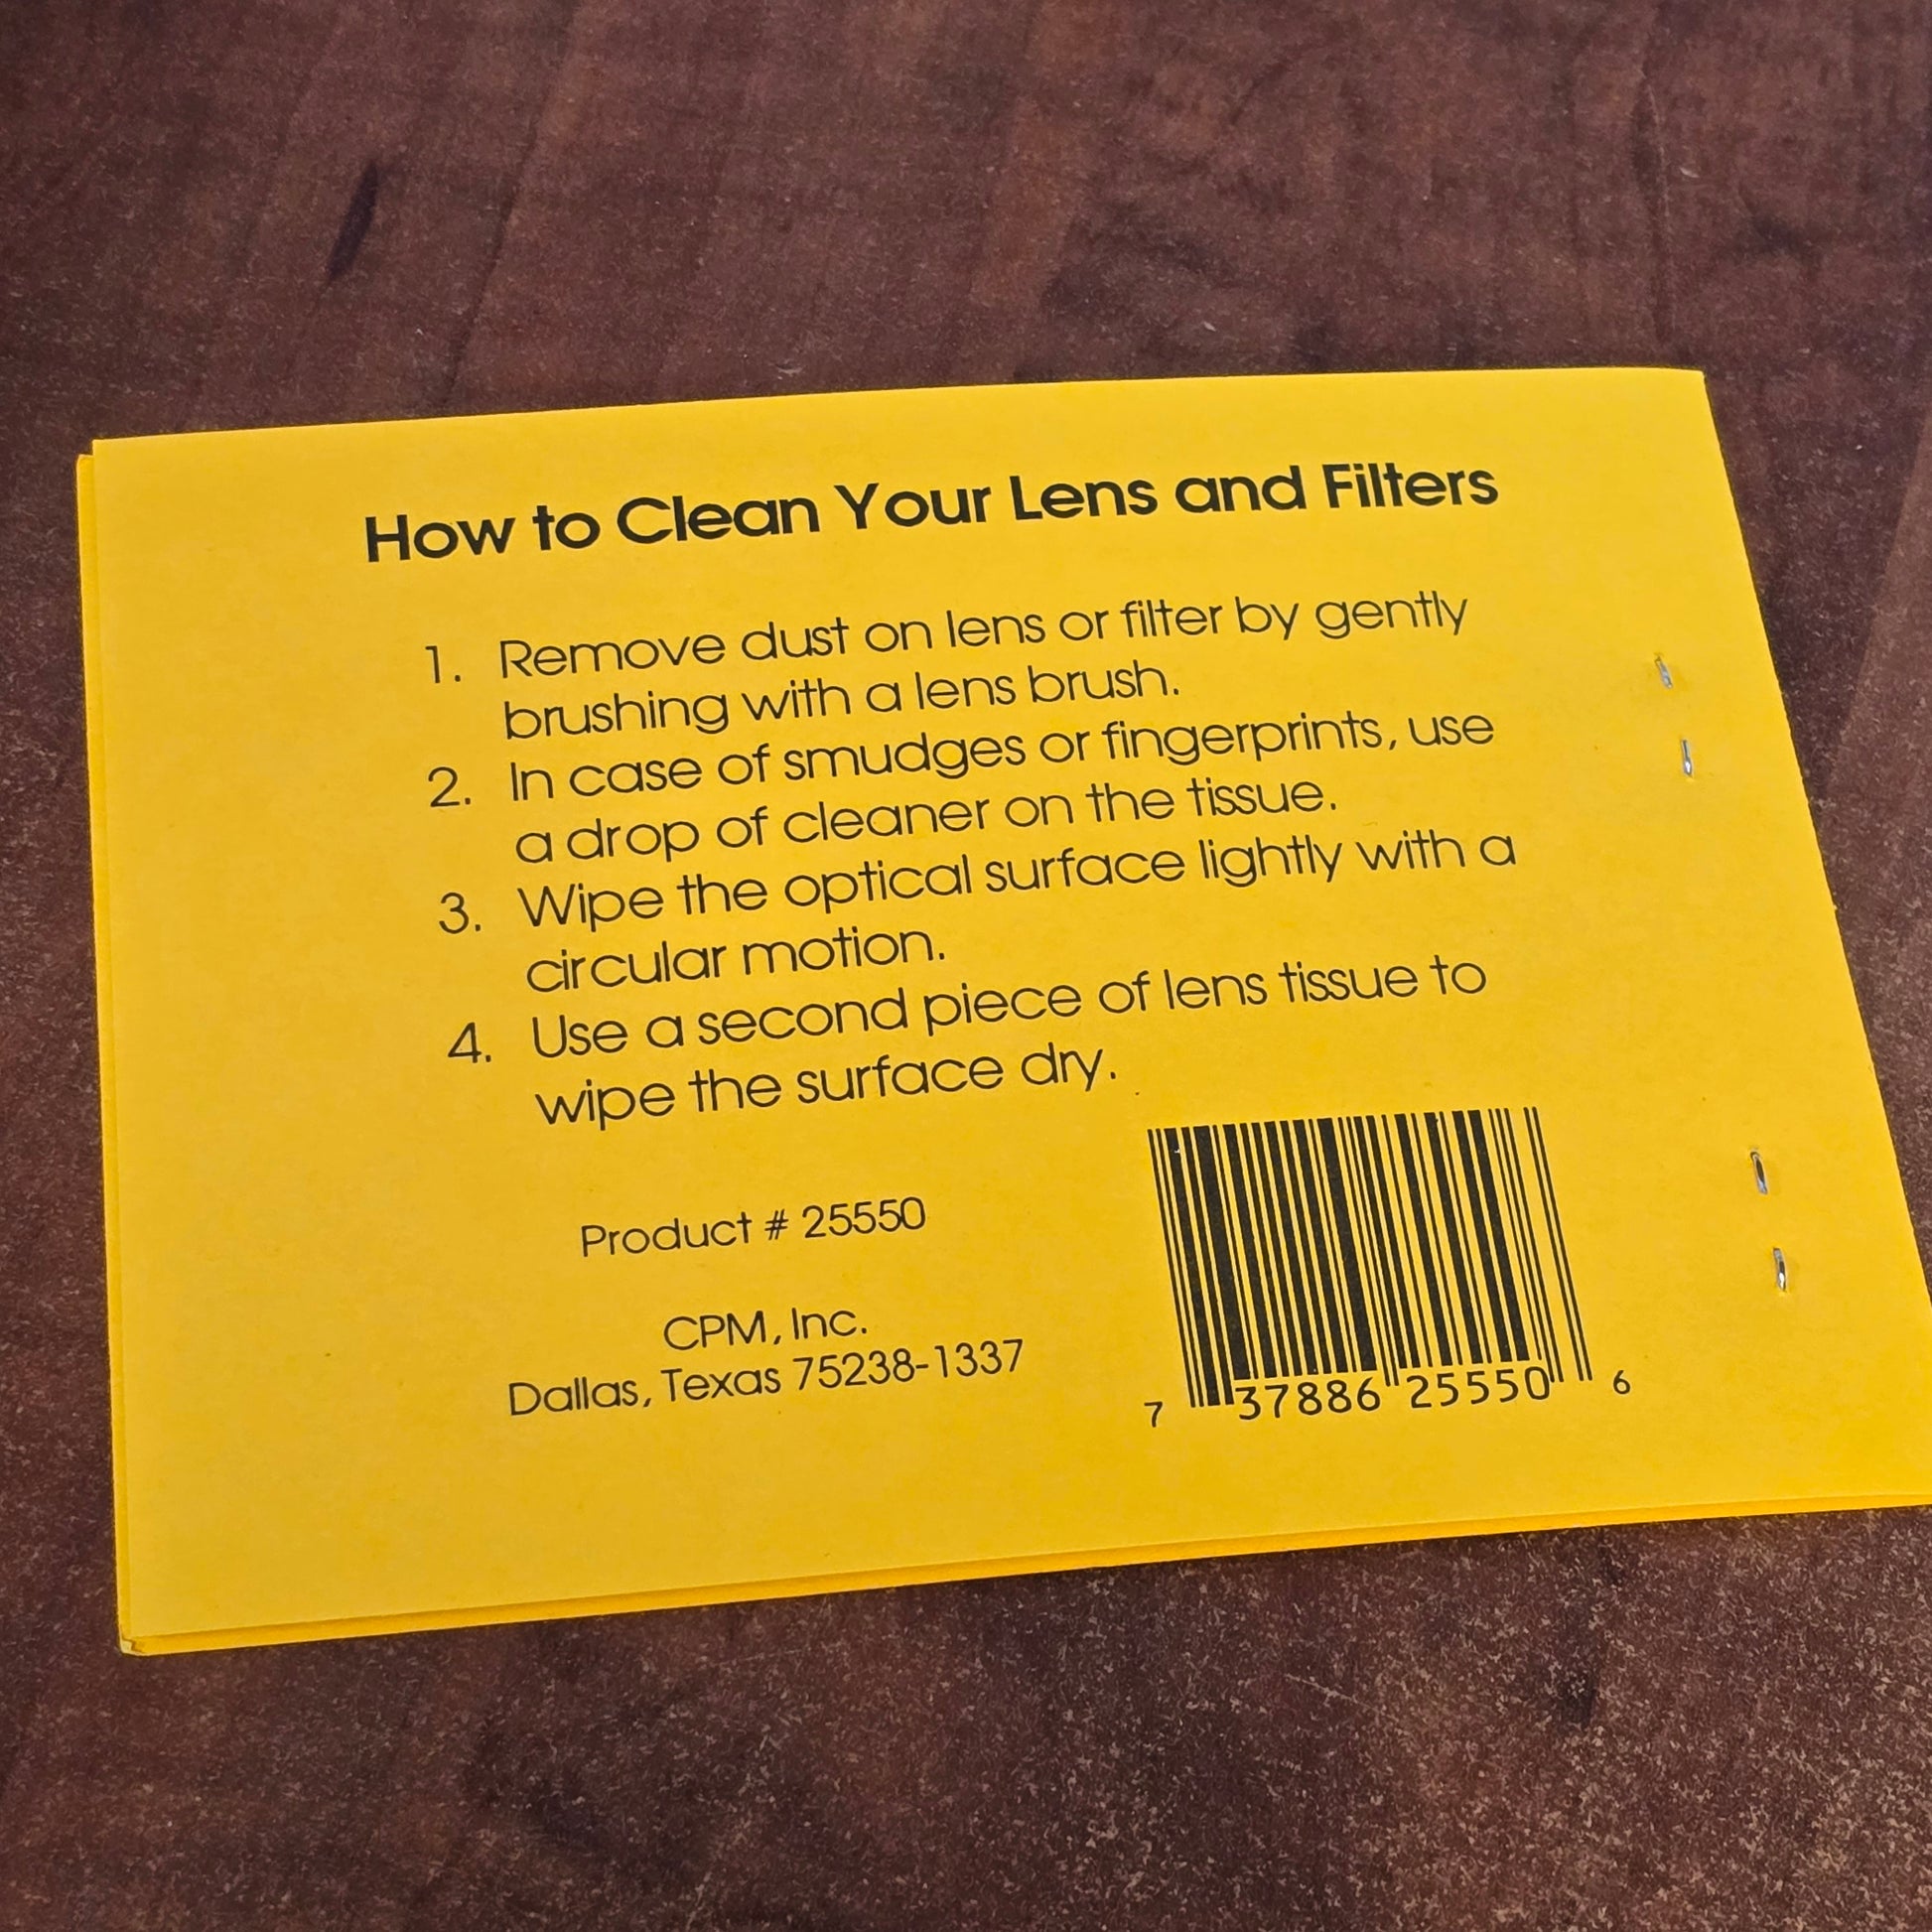 How to Clean Your Lens and Filters
1. Remove dust on lens or filter by gently
brushing with a lens brush.
2. In case of smudges or fingerprints, use
a drop of cleaner on the tissue.
3. Wipe the optical surface lightly with a
circular motion.
4. Use a second piece of lens tissue to
wipe the surface dry.
Product # 25550
CPM, Inc.
Dallas, Texas 75238-1337
7 37886 25550 6